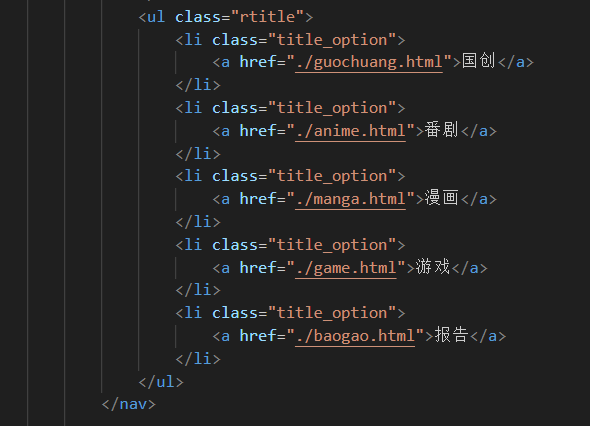 <ul class="rtitle">
<li class="title_option">
<a href="./guochuang.html">国创</a>
</li>
<li class="title_option">
<a href="./anime.html">番剧</a>
</li>
<li class="title_option">
<a href="./manga.html">漫画</a>
</li>
<li class="title_option">
<a href="./game.html">游戏</a>
</li>
<li class="title_option">
<a href="./baogao.html">报告</a>
</li>
</ul>
</nav>